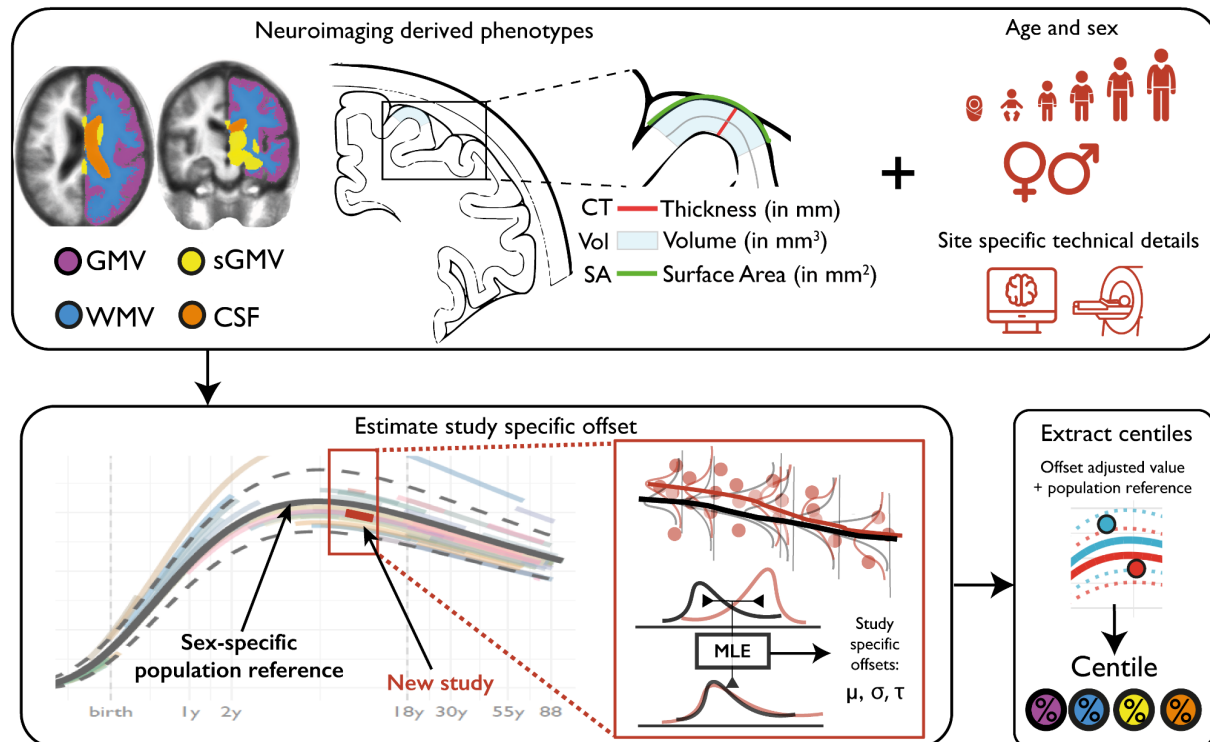 Neuroimaging derived phenotypes
Age and sex
GMV
sGMV
WMV
CSF
CT Thickness (in mm)
Vol Volume (in mm³)
SA Surface Area (in mm²)
+
Site specific technical details
Estimate study specific offset
Sex-specific
population reference
New study
birth 1y 2y 18y 30y 55y 88
MLE
Study
specific
offsets:
μ, σ, τ
Extract centiles
Offset adjusted value
+ population reference
Centile
% % % %